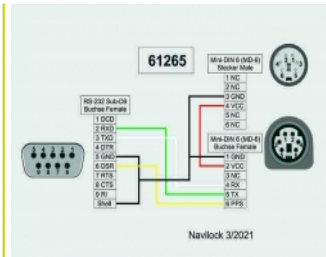 61265
Mini-DIN 6 (MD-6)
Blocker Male
1 NC
2 NC
3 GND
4 VCC
5 NC
6 NC
RS-232 Sub-D9
Buchse Female
1 DCD
2 RXD
3 TXD
4 DTR
5 GND
6 DSR
7 RTS
8 CTS
9 RI
Shell
Mini-DIN 6 (MD-6)
Buchse Female
1 GND
2 VCC
3 NC
4 RX
5 TX
6 PPS
Navilock 3/2021